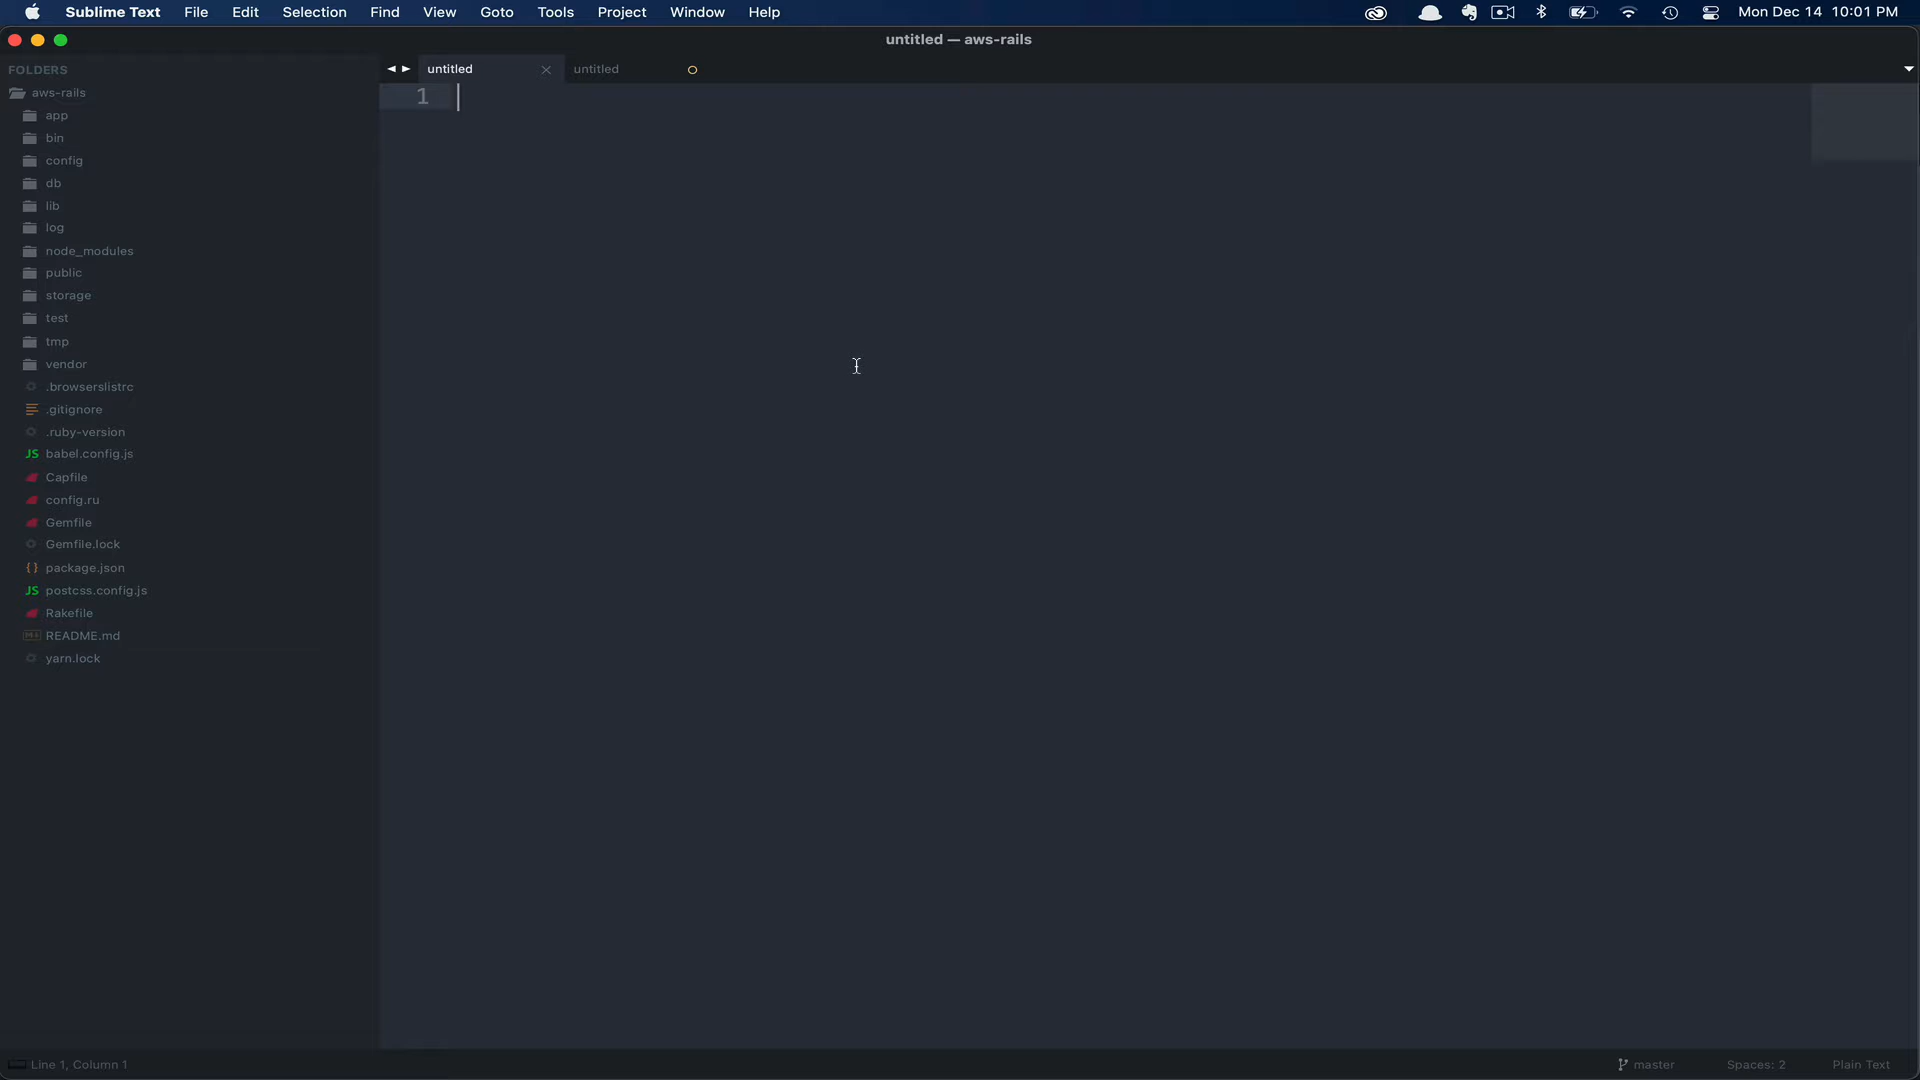 Sublime Text File Edit Selection Find View Goto Tools Project Window Help Mon Dec 14 10:01 PM
untitled — aws-rails
FOLDERS
untitled untitled
aws-rails
1
app
bin
config
db
lib
log
node_modules
public
storage
test
tmp
vendor
.browserslistrc
.gitignore
.ruby-version
JS babel.config.js
Capfile
config.ru
Gemfile
Gemfile.lock
{ } package.json
JS postcss.config.js
Rakefile
README.md
yarn.lock
Line 1, Column 1 master Spaces: 2 Plain Text